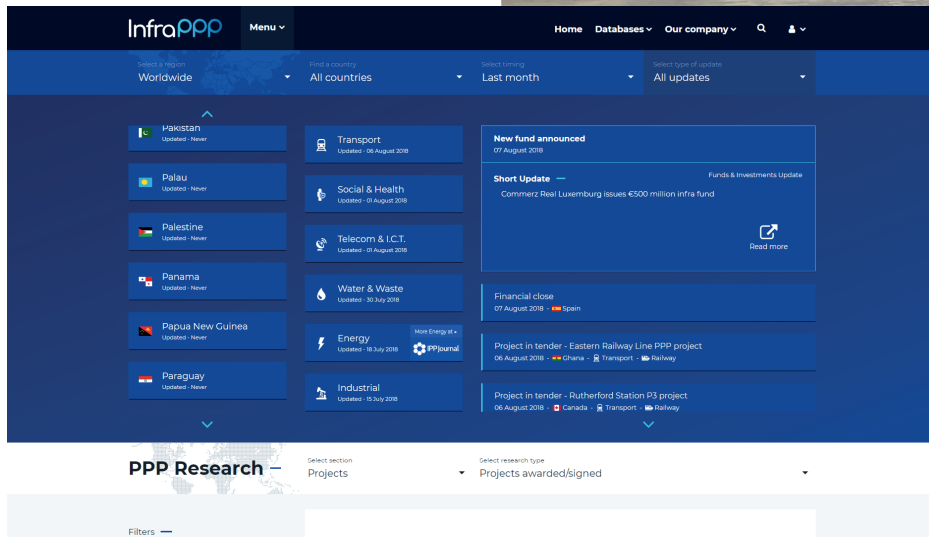 Infrappp
Menu
Home Databases Our company
Select a region
Worldwide
Find a country
All countries
Select timing
Last month
Select type of update
All updates
Pakistan
Updated - Never
Palau
Updated - Never
Palestine
Updated - Never
Panama
Updated - Never
Papua New Guinea
Updated - Never
Paraguay
Updated - Never
Transport
Updated - 06 August 2018
Social & Health
Updated - 01 August 2018
Telecom & I.C.T.
Updated - 01 August 2018
Water & Waste
Updated - 30 July 2018
Energy
Updated - 18 July 2018
More Energy at
IPPjournal
Industrial
Updated - 15 July 2018
New fund announced
07 August 2018
Short Update
Funds & Investments Update
Commerz Real Luxemburg issues €500 million infra fund
Read more
Financial close
07 August 2018 - Spain
Project in tender - Eastern Railway Line PPP project
06 August 2018 - Ghana - Transport - Railway
Project in tender - Rutherford Station P3 project
06 August 2018 - Canada - Transport - Railway
PPP Research
Select section
Projects
Select research type
Projects awarded/signed
Filters